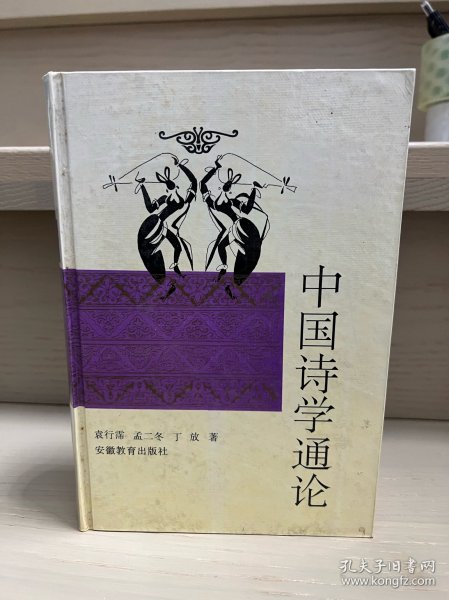 中国诗学通论
袁行霈 孟二冬 丁放 著
安徽教育出版社
孔夫子旧书网
www.kongfz.com